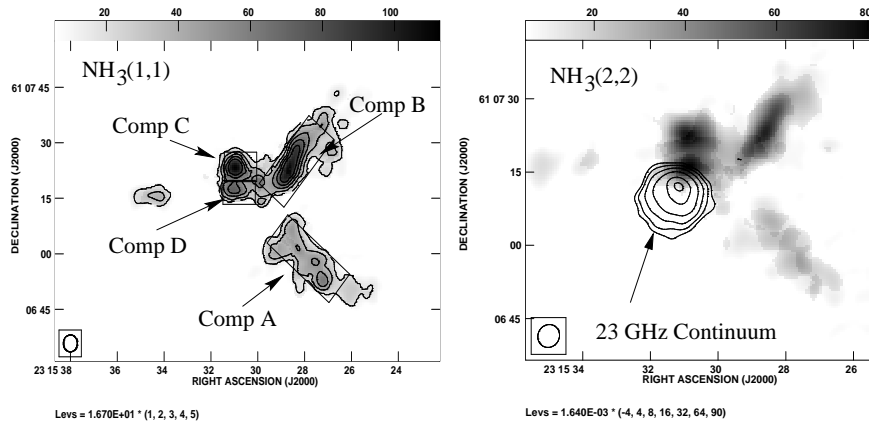 20 40 60 80 100
NH3(1,1)
Comp B
Comp C
Comp D
Comp A
61 07 45
30
15
00
06 45
DECLINATION (J2000)
23 15 38 36 34 32 30 28 26 24
RIGHT ASCENSION (J2000)
Levs = 1.670E+01 * (1, 2, 3, 4, 5)
20 40 60 80
NH3(2,2)
61 07 30
15
00
06 45
DECLINATION (J2000)
23 GHz Continuum
23 15 34 32 30 28 26
RIGHT ASCENSION (J2000)
Levs = 1.640E-03 * (-4, 4, 8, 16, 32, 64, 90)